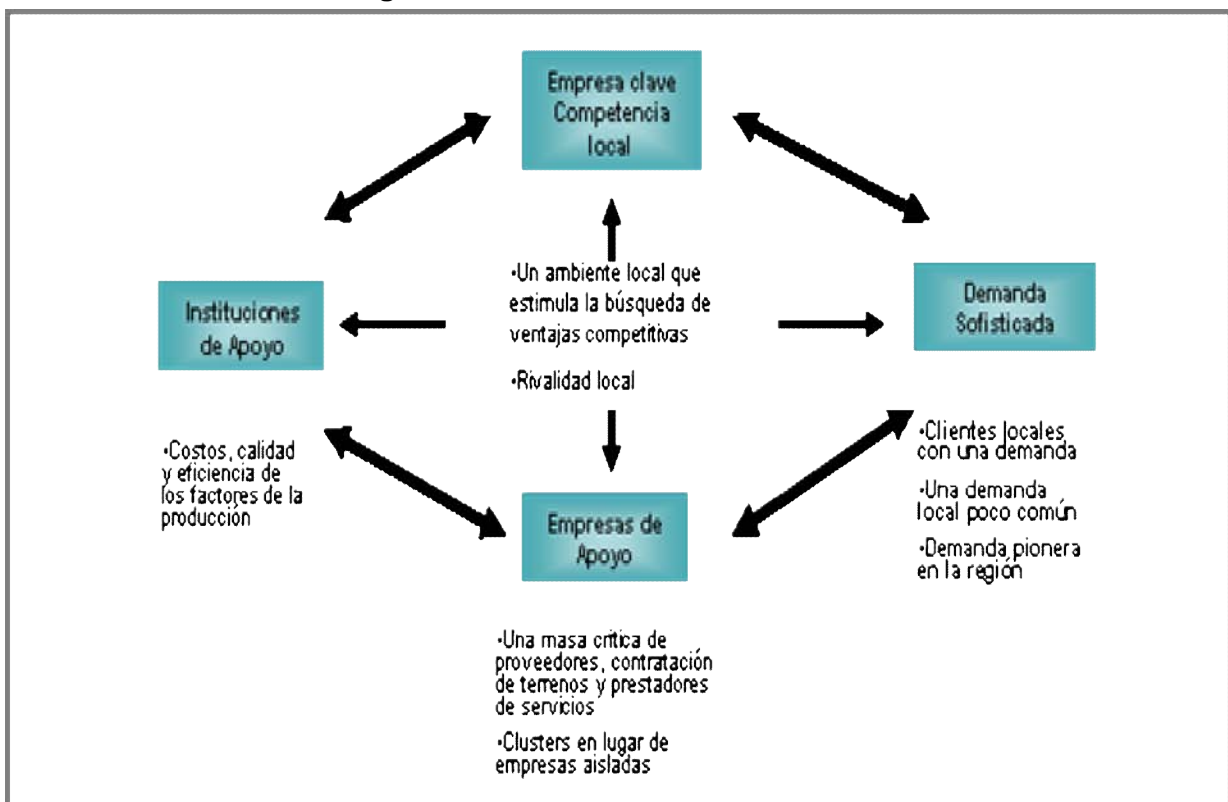 Empresa clave
Competencia
local
•Un ambiente local que
estimula la búsqueda de
ventajas competitivas
•Rivalidad local
Instituciones
de Apoyo
Demanda
Sofisticada
•Costos, calidad
y eficiencia de
los factores de la
producción
•Clientes locales
con una demanda
•Una demanda
local poco común
•Demanda pionera
en la región
Empresas de
Apoyo
•Una masa critica de
proveedores, contratación
de terrenos y prestadores
de servicios
•Clusters en lugar de
empresas aisladas